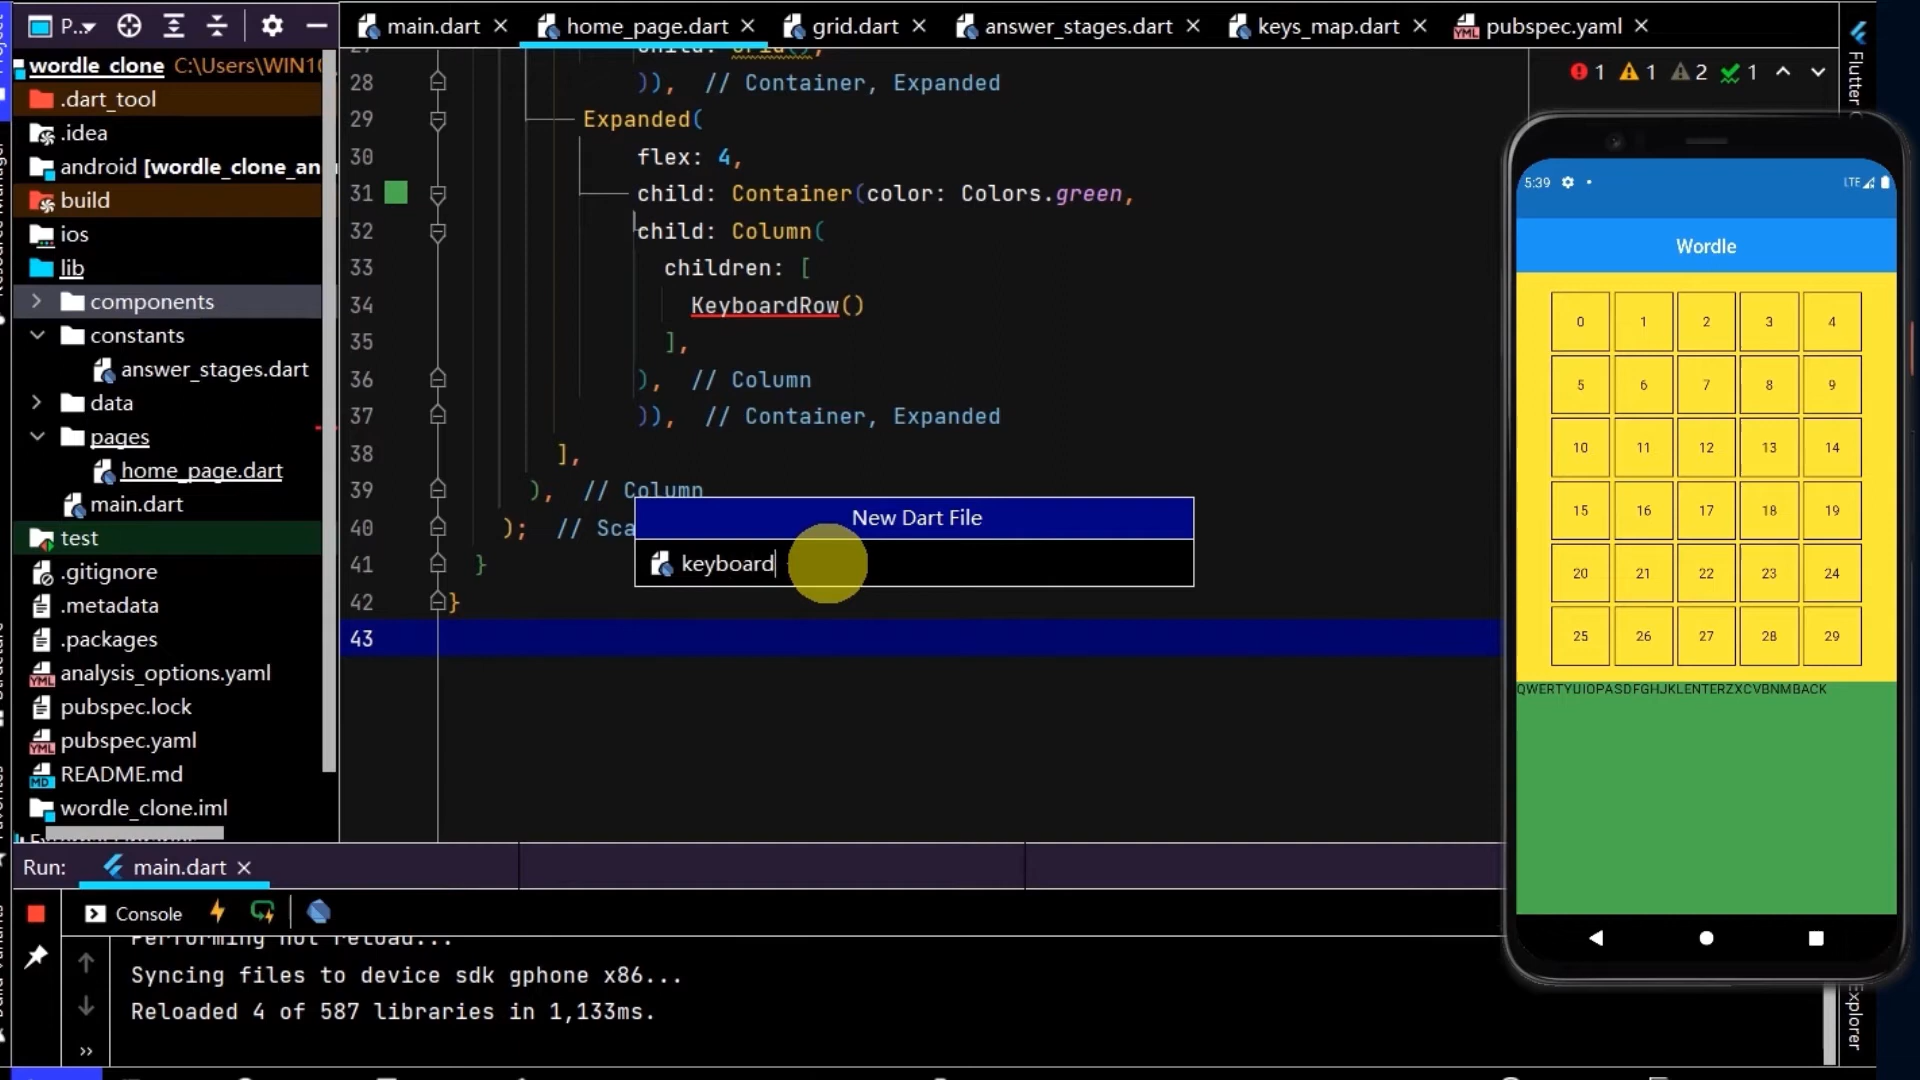 P...
main.dart
home_page.dart
grid.dart
answer_stages.dart
keys_map.dart
pubspec.yaml
wordle_clone C:\Users\WIN10
.dart_tool
.idea
android [wordle_clone_an
build
ios
lib
components
constants
answer_stages.dart
data
pages
home_page.dart
main.dart
test
.gitignore
.metadata
.packages
analysis_options.yaml
pubspec.lock
pubspec.yaml
README.md
wordle_clone.iml
child: Grid(),
28 )), // Container, Expanded
29 Expanded(
30 flex: 4,
31 child: Container(color: Colors.green,
32 child: Column(
33 children: [
34 KeyboardRow()
35 ],
36 ), // Column
37 )), // Container, Expanded
38 ],
39 ), // Column
40 ); // Sca
41 }
42 }
43
New Dart File
keyboard
1 1 2 1
Flutter
5:39
LTE
Wordle
0 1 2 3 4
5 6 7 8 9
10 11 12 13 14
15 16 17 18 19
20 21 22 23 24
25 26 27 28 29
QWERTYUIOPASDFGHJKLENTERZXCVBNMBACK
Run: main.dart
Console
Performing hot reload...
Syncing files to device sdk gphone x86...
Reloaded 4 of 587 libraries in 1,133ms.
Explorer